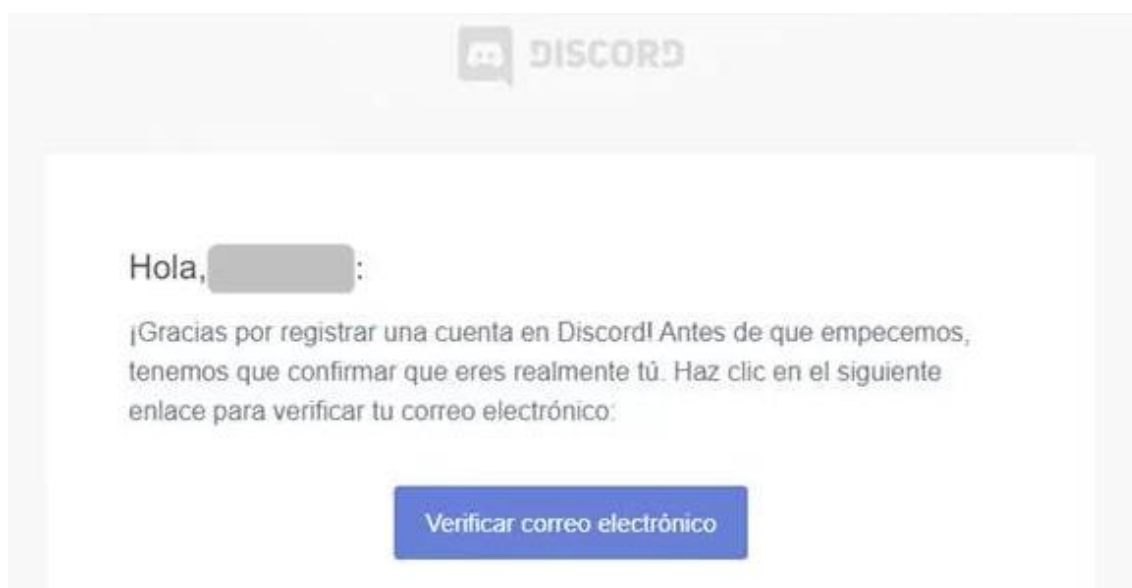 DISCORD
Hola, :
¡Gracias por registrar una cuenta en Discord! Antes de que empecemos,
tenemos que confirmar que eres realmente tú. Haz clic en el siguiente
enlace para verificar tu correo electrónico:
Verificar correo electrónico